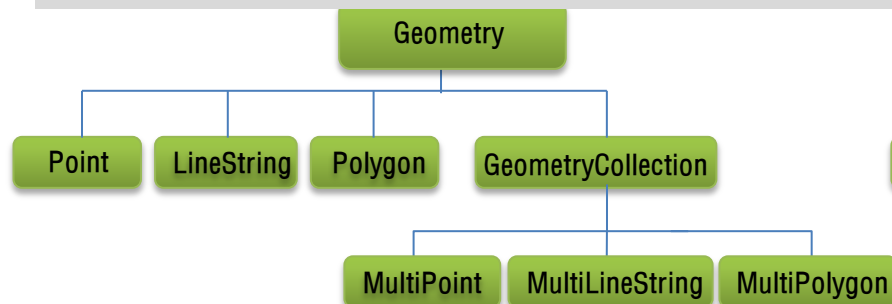 Geometry
Point LineString Polygon GeometryCollection
MultiPoint MultiLineString MultiPolygon